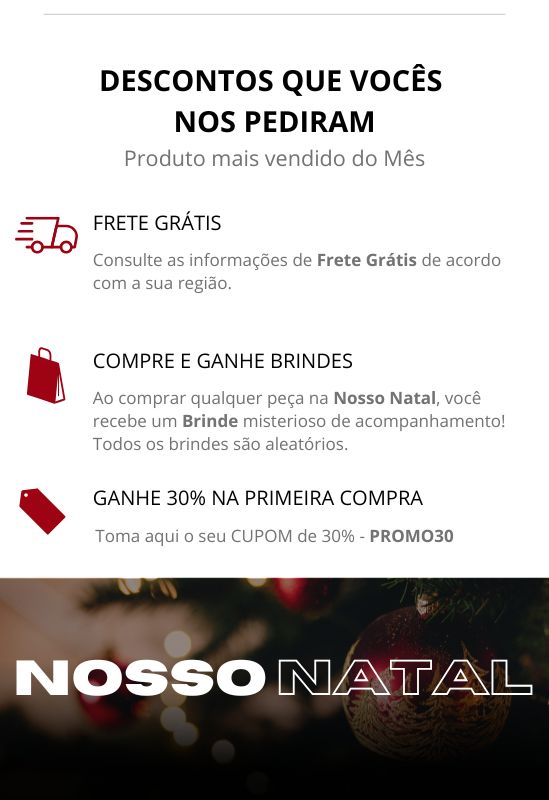 DESCONTOS QUE VOCÊS
NOS PEDIRAM
Produto mais vendido do Mês
FRETE GRÁTIS
Consulte as informações de Frete Grátis de acordo
com a sua região.
COMPRE E GANHE BRINDES
Ao comprar qualquer peça na Nosso Natal, você
recebe um Brinde misterioso de acompanhamento!
Todos os brindes são aleatórios.
GANHE 30% NA PRIMEIRA COMPRA
Toma aqui o seu CUPOM de 30% - PROMO30
NOSSO NATAL